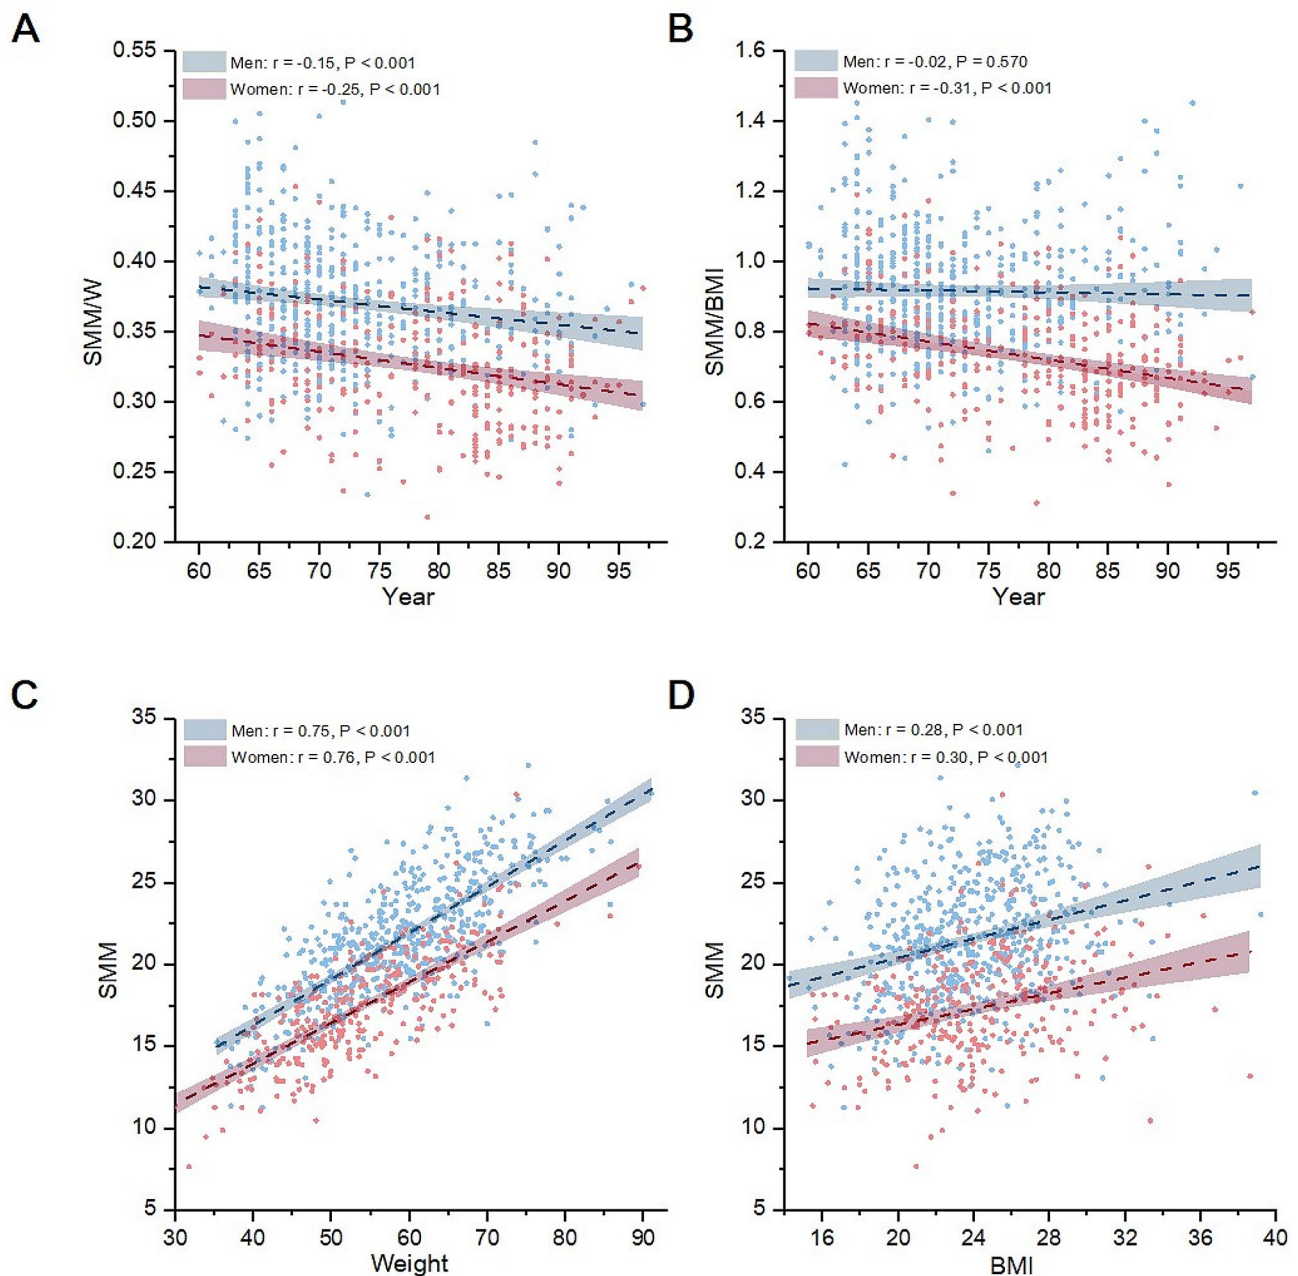 A
Men: r = -0.15, P < 0.001
Women: r = -0.25, P < 0.001
0.55
0.50
0.45
0.40
0.35
0.30
0.25
0.20
SMM/W
60 65 70 75 80 85 90 95
Year
B
Men: r = -0.02, P = 0.570
Women: r = -0.31, P < 0.001
1.6
1.4
1.2
1.0
0.8
0.6
0.4
0.2
SMM/BMI
60 65 70 75 80 85 90 95
Year
C
Men: r = 0.75, P < 0.001
Women: r = 0.76, P < 0.001
35
30
25
20
15
10
5
SMM
30 40 50 60 70 80 90
Weight
D
Men: r = 0.28, P < 0.001
Women: r = 0.30, P < 0.001
35
30
25
20
15
10
5
SMM
16 20 24 28 32 36 40
BMI